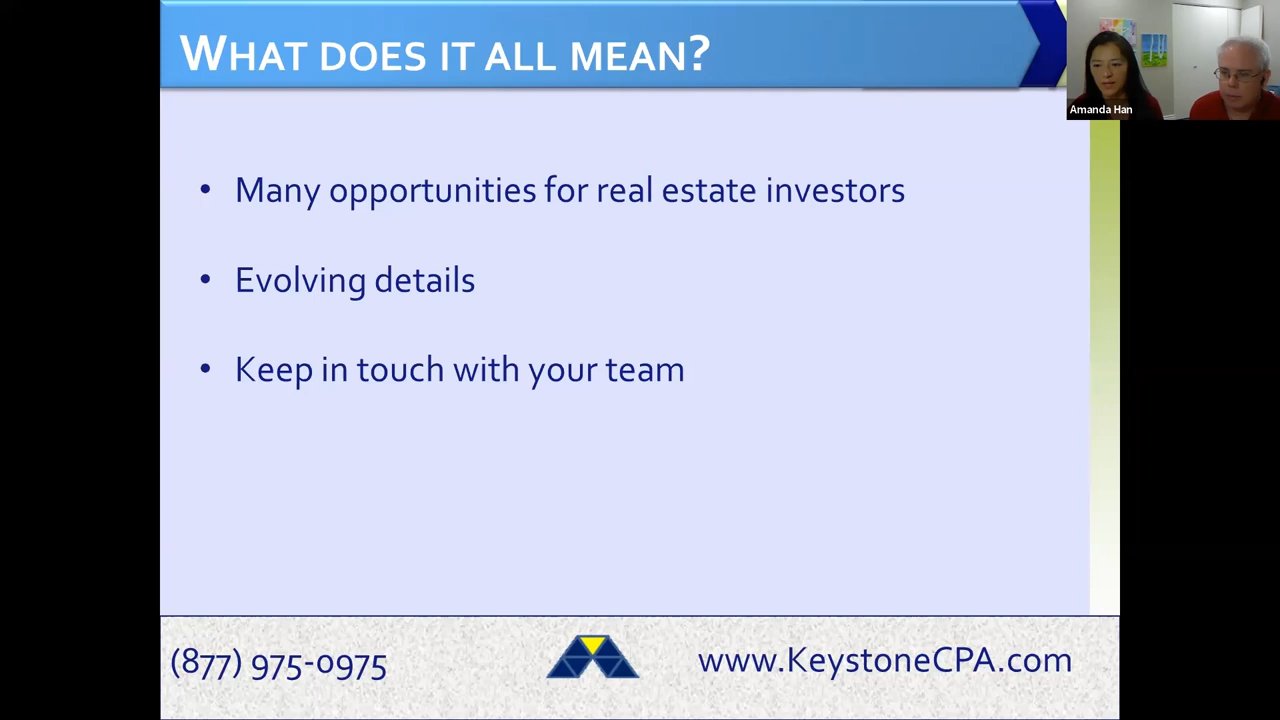 WHAT DOES IT ALL MEAN?
Amanda Han
• Many opportunities for real estate investors
• Evolving details
• Keep in touch with your team
(877) 975-0975
www.KeystoneCPA.com